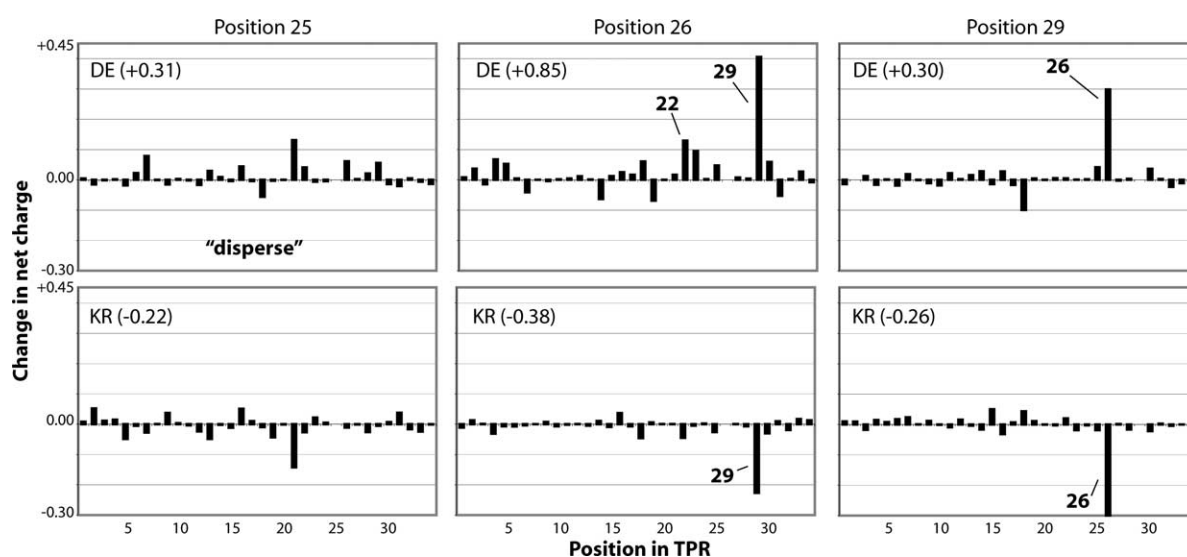 Position 25
Position 26
Position 29
Change in net charge
+0.45
0.00
-0.30
DE (+0.31)
"disperse"
DE (+0.85)
22
29
DE (+0.30)
26
+0.45
0.00
-0.30
KR (-0.22)
KR (-0.38)
29
KR (-0.26)
26
5 10 15 20 25 30
5 10 15 20 25 30
5 10 15 20 25 30
Position in TPR